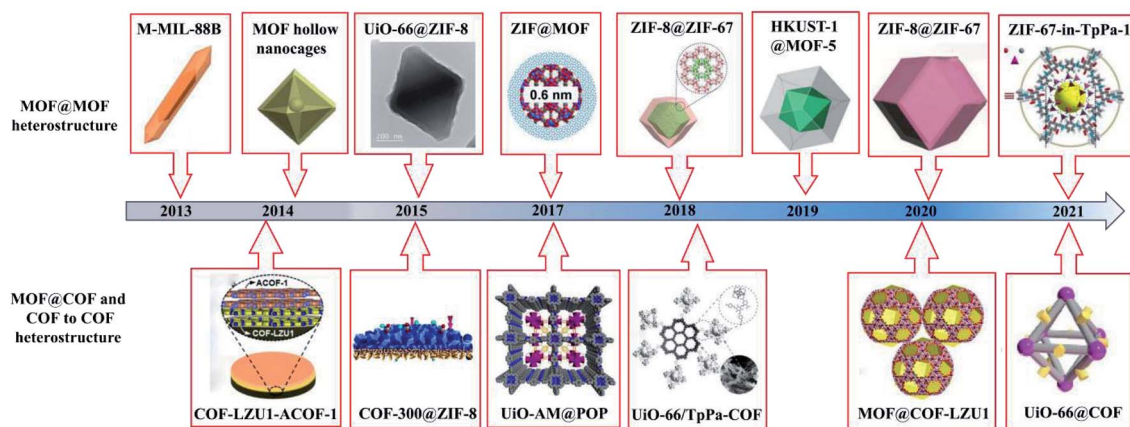 M-MIL-88B
MOF hollow
nanocages
UiO-66@ZIF-8
ZIF@MOF
ZIF-8@ZIF-67
HKUST-1
@MOF-5
ZIF-8@ZIF-67
ZIF-67-in-TpPa-1
MOF@MOF
heterostructure
0.6 nm
200 nm
2013
2014
2015
2017
2018
2019
2020
2021
MOF@COF and
COF to COF
heterostructure
ACOF-1
COF-LZU1
COF-LZU1-ACOF-1
COF-300@ZIF-8
UiO-AM@POP
UiO-66/TpPa-COF
MOF@COF-LZU1
UiO-66@COF